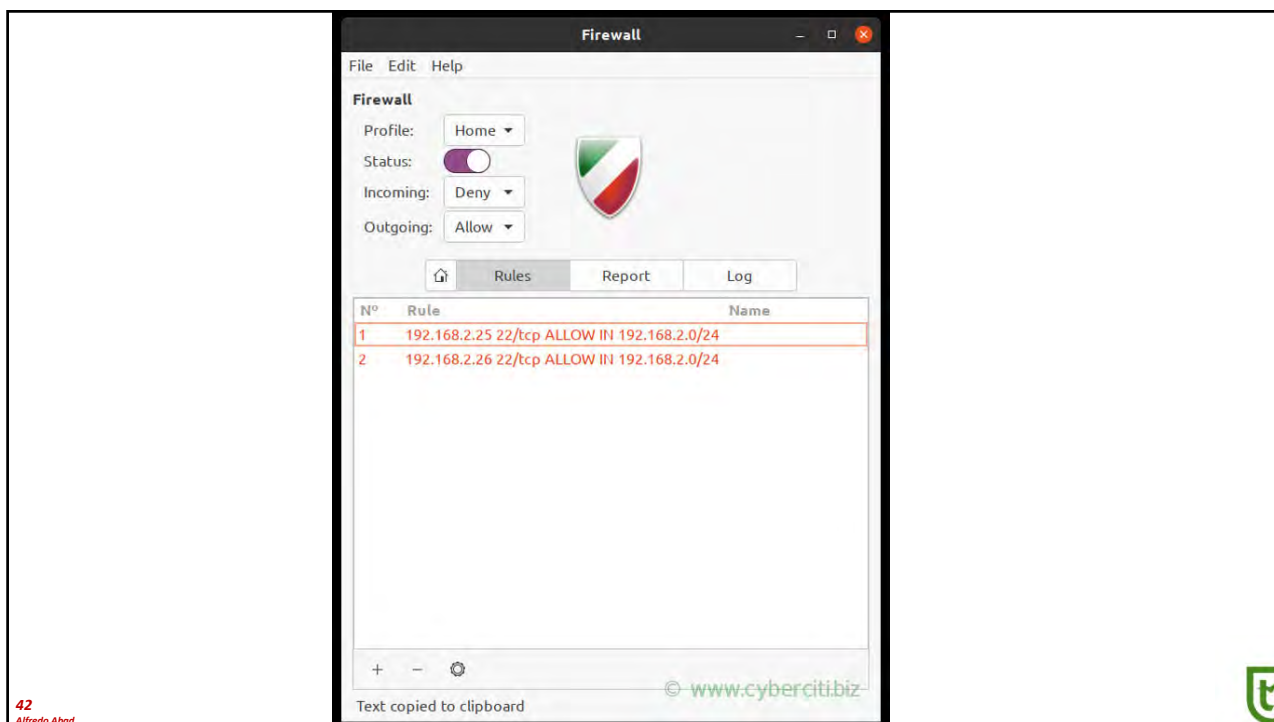 Firewall
File Edit Help
Firewall
Profile: Home
Status:
Incoming: Deny
Outgoing: Allow
Rules Report Log
Nº Rule Name
1 192.168.2.25 22/tcp ALLOW IN 192.168.2.0/24
2 192.168.2.26 22/tcp ALLOW IN 192.168.2.0/24
© www.cyberciti.biz
Text copied to clipboard
42
Alfredo Abad